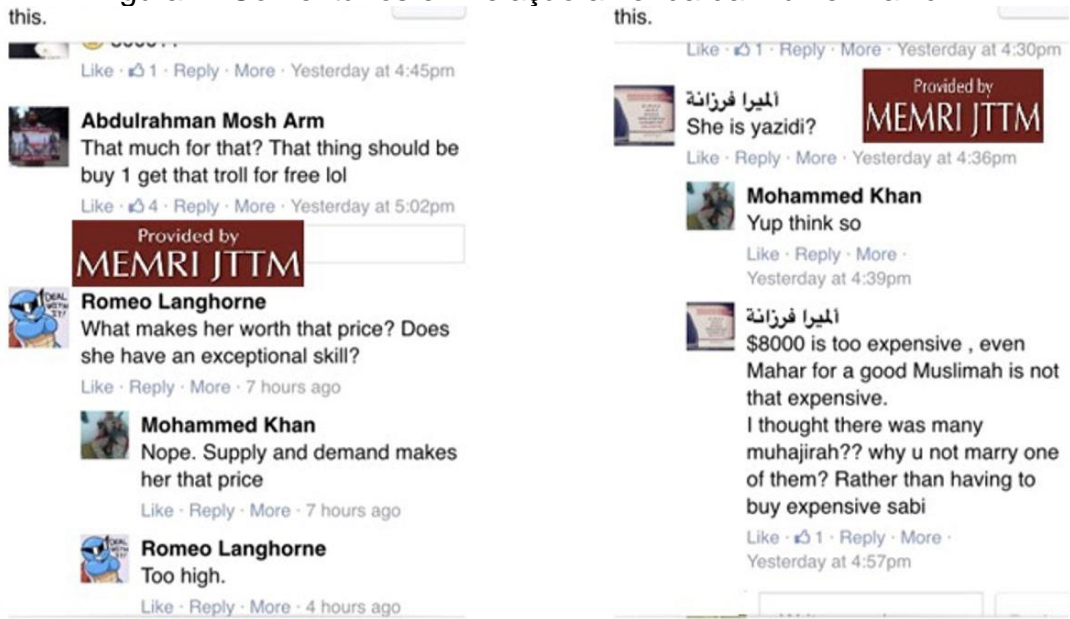 this.
Like · 1 · Reply · More · Yesterday at 4:45pm
Abdulrahman Mosh Arm
That much for that? That thing should be
buy 1 get that troll for free lol
Like · 4 · Reply · More · Yesterday at 5:02pm
Provided by
MEMRI JTTM
DEAL WITH IT!
Romeo Langhorne
What makes her worth that price? Does
she have an exceptional skill?
Like · Reply · More · 7 hours ago
Mohammed Khan
Nope. Supply and demand makes
her that price
Like · Reply · More · 7 hours ago
Romeo Langhorne
Too high.
Like · Reply · More · 4 hours ago
this.
Like · 1 · Reply · More · Yesterday at 4:30pm
ألميرا فرزانة
She is yazidi?
Like · Reply · More · Yesterday at 4:36pm
Provided by
MEMRI JTTM
Mohammed Khan
Yup think so
Like · Reply · More ·
Yesterday at 4:39pm
ألميرا فرزانة
$8000 is too expensive , even
Mahar for a good Muslimah is not
that expensive.
I thought there was many
muhajirah?? why u not marry one
of them? Rather than having to
buy expensive sabi
Like · 1 · Reply · More ·
Yesterday at 4:57pm